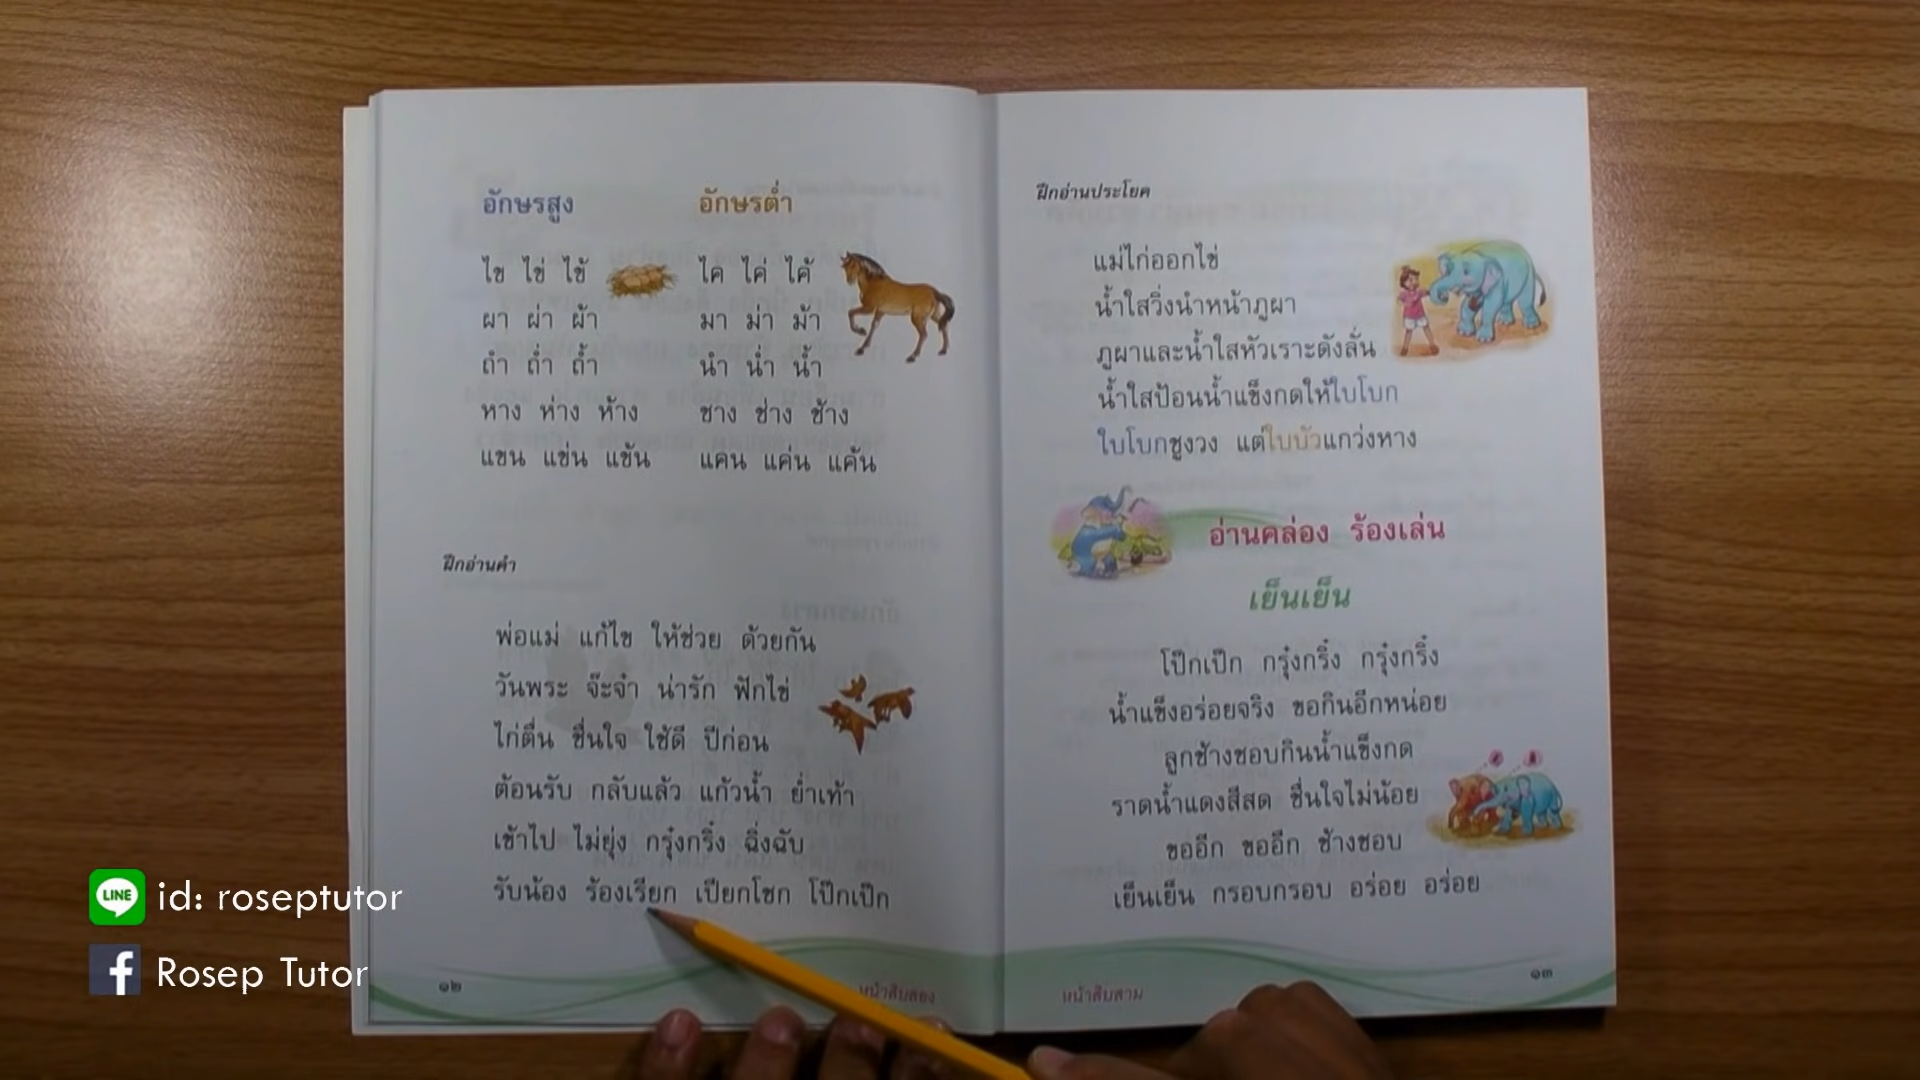 อักษรสูง อักษรต่ำ
ไข ไข่ ไข้ ไค ไค่ ไค้
ผา ผ่า ผ้า มา ม่า ม้า
ถำ ถ่ำ ถ้ำ นำ น่ำ น้ำ
หาง ห่าง ห้าง ชาง ช่าง ช้าง
แขน แข่น แข้น แคน แค่น แค้น
ฝึกอ่านคำ
พ่อแม่ แก้ไข ให้ช่วย ด้วยกัน
วันพระ จ๊ะจ๋า น่ารัก ฟักไข่
ไก่ตื่น ชื่นใจ ใช้ดี ปีก่อน
ต้อนรับ กลับแล้ว แก้วน้ำ ย่ำเท้า
เข้าไป ไม่ยุ่ง กรุ๋งกริ๋ง ฉิ่งฉับ
รับน้อง ร้องเรียก เปียกโชก โป๊กเป๊ก
๑๒ หน้าสิบสอง
ฝึกอ่านประโยค
แม่ไก่ออกไข่
น้ำใสวิ่งนำหน้าภูผา
ภูผาและน้ำใสหัวเราะดังลั่น
น้ำใสป้อนน้ำแข็งกดให้ใบโบก
ใบโบกชูงวง แต่ใบบัวแกว่งหาง
อ่านคล่อง ร้องเล่น
เย็นเย็น
โป๊กเป๊ก กรุ๋งกริ๋ง กรุ๋งกริ๋ง
น้ำแข็งอร่อยจริง ขอกินอีกหน่อย
ลูกช้างชอบกินน้ำแข็งกด
ราดน้ำแดงสีสด ชื่นใจไม่น้อย
ขออีก ขออีก ช้างชอบ
เย็นเย็น กรอบกรอบ อร่อย อร่อย
หน้าสิบสาม ๑๓
LINE id: roseptutor
f Rosep Tutor